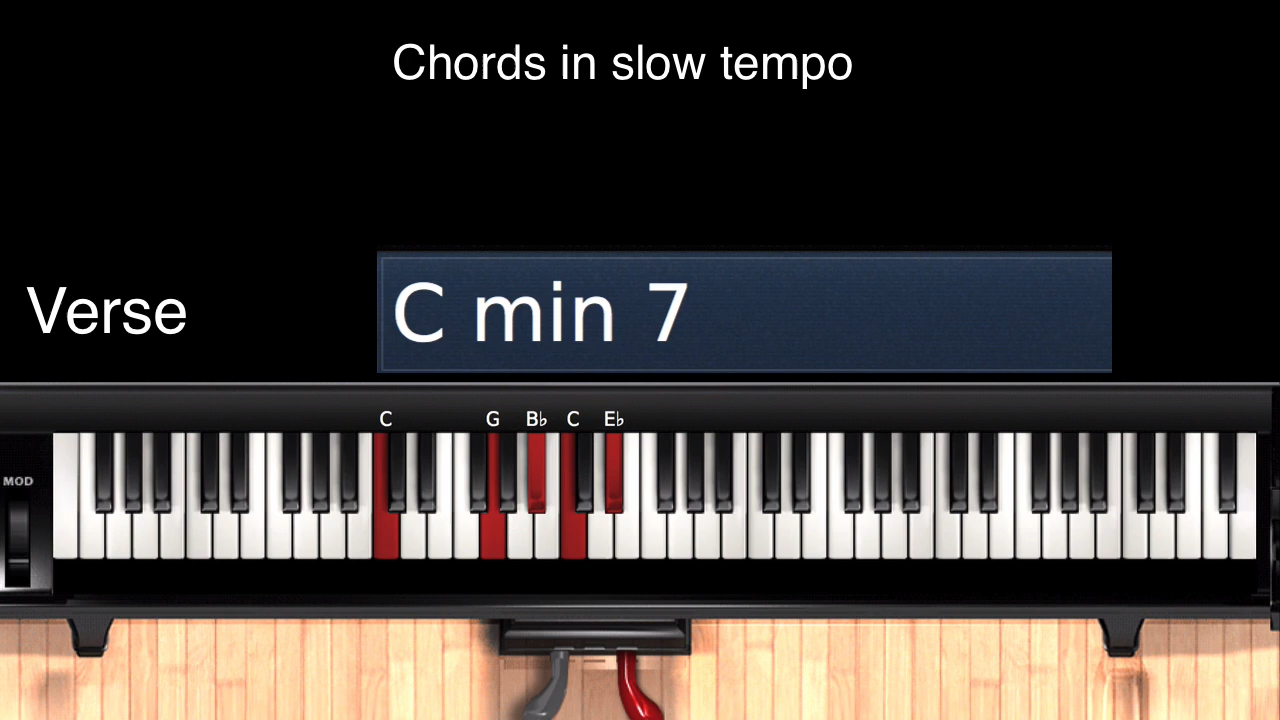 Chords in slow tempo
Verse
C min 7
C G B♭ C E♭
MOD